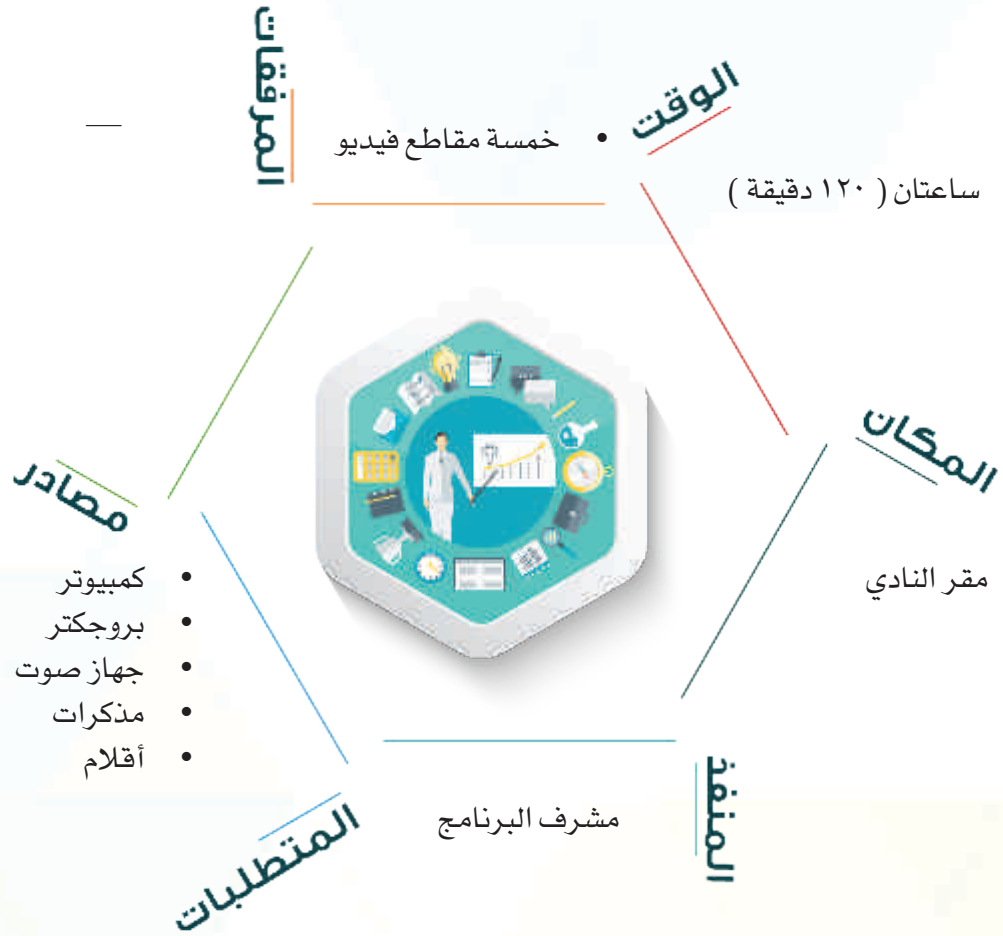 الوقت
ساعتان ( ١٢٠ دقيقة )
المكان
مقر النادي
المنفذ
مشرف البرنامج
المتطلبات
• كمبيوتر
• بروجكتر
• جهاز صوت
• مذكرات
• أقلام
مصادر
—
المرفقات
• خمسة مقاطع فيديو